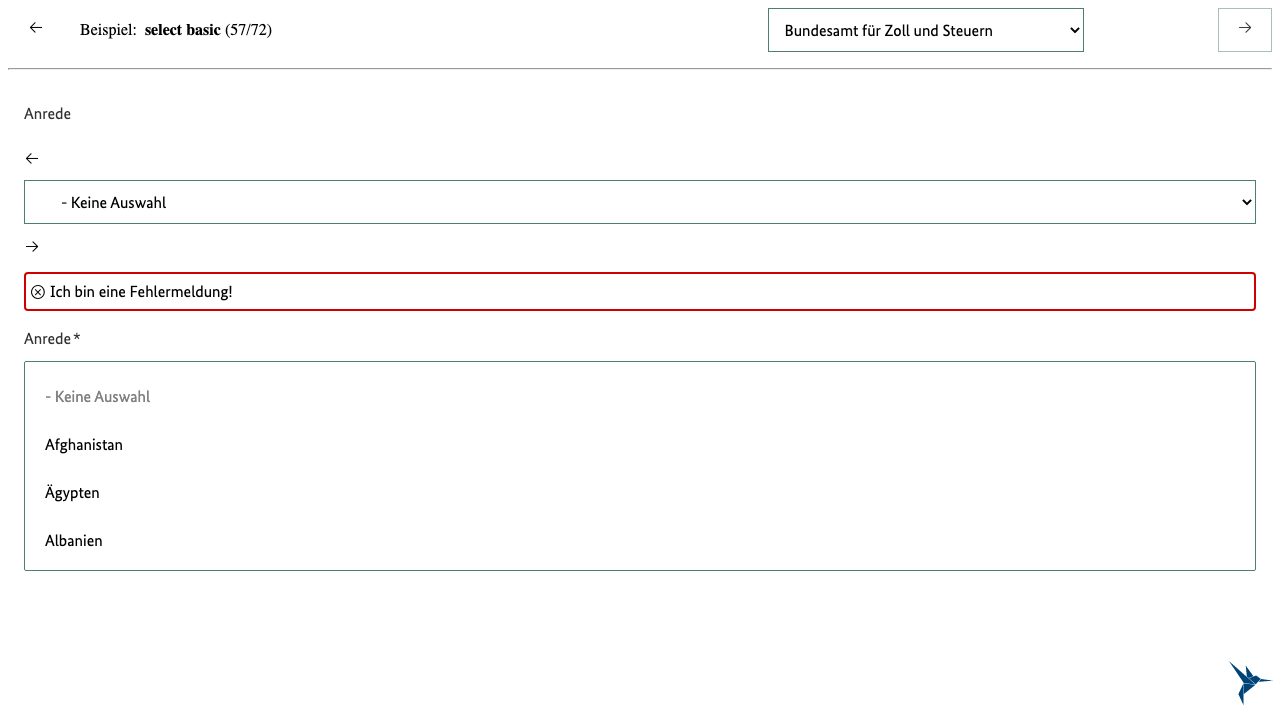 Beispiel: select basic (57/72)
Bundesamt für Zoll und Steuern
Anrede
- Keine Auswahl
Ich bin eine Fehlermeldung!
Anrede*
- Keine Auswahl
Afghanistan
Ägypten
Albanien